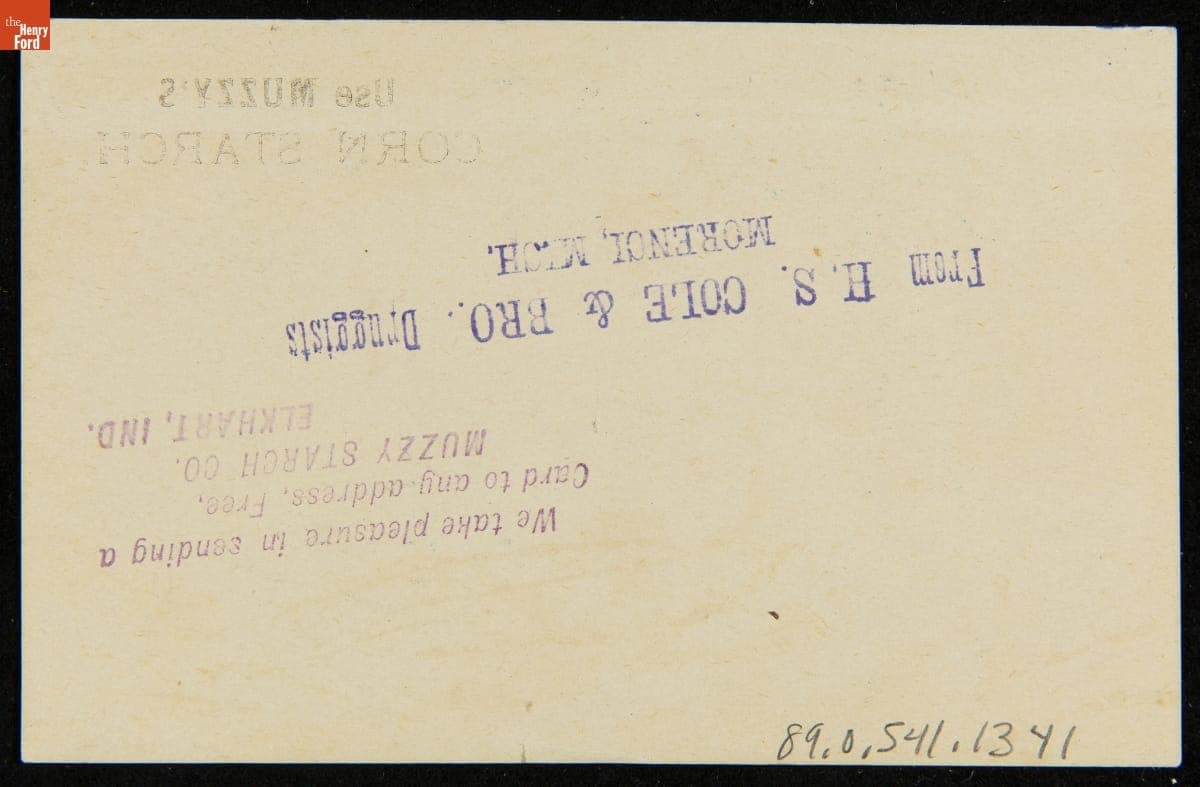 the
Henry
Ford
Use MUZZY'S
CORN STARCH.
From H. S. COLE & BRO. Druggists
MORENCI, MICH.
We take pleasure in sending a
Card to any address, Free,
MUZZY STARCH CO.
ELKHART, IND.
89.0.541.1341